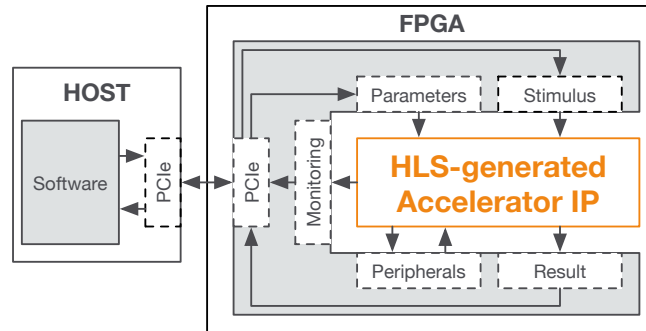 FPGA
HOST
Parameters
Stimulus
Software
PCIe
PCIe
Monitoring
HLS-generated
Accelerator IP
Peripherals
Result